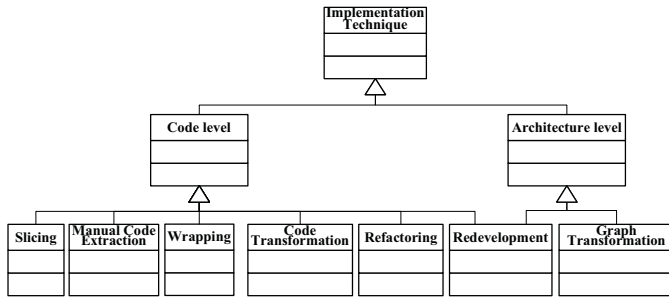 Implementation
Technique
Code level
Architecture level
Slicing
Manual Code
Extraction
Wrapping
Code
Transformation
Refactoring
Redevelopment
Graph
Transformation